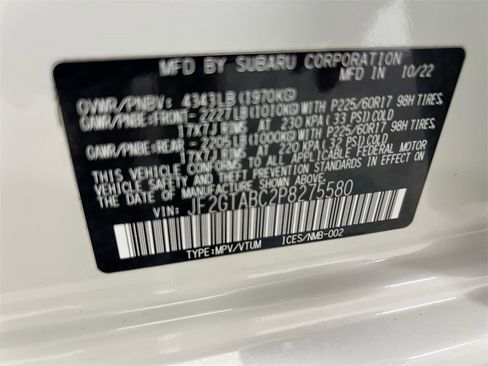 MFD BY SUBARU CORPORATION
MFD IN 10/22
GVWR/PNBV: 4343LB(1970KG)
GAWR/PNBE:FRONT- 2227LB(1010KG)WITH P225/60R17 98H TIRES,
17X7J RIMS AT 230 KPA( 33 PSI)COLD
GAWR/PNBE:REAR - 2205LB(1000KG)WITH P225/60R17 98H TIRES,
17X7J RIMS AT 220 KPA( 32 PSI)COLD
THIS VEHICLE CONFORMS TO ALL APPLICABLE FEDERAL MOTOR
VEHICLE SAFETY STANDARDS IN EFFECT ON
THE DATE OF MANUFACTURE SHOWN ABOVE.
VIN: JF2GTABC2P8275580
TYPE:MPV/VTUM ICES/NMB-002